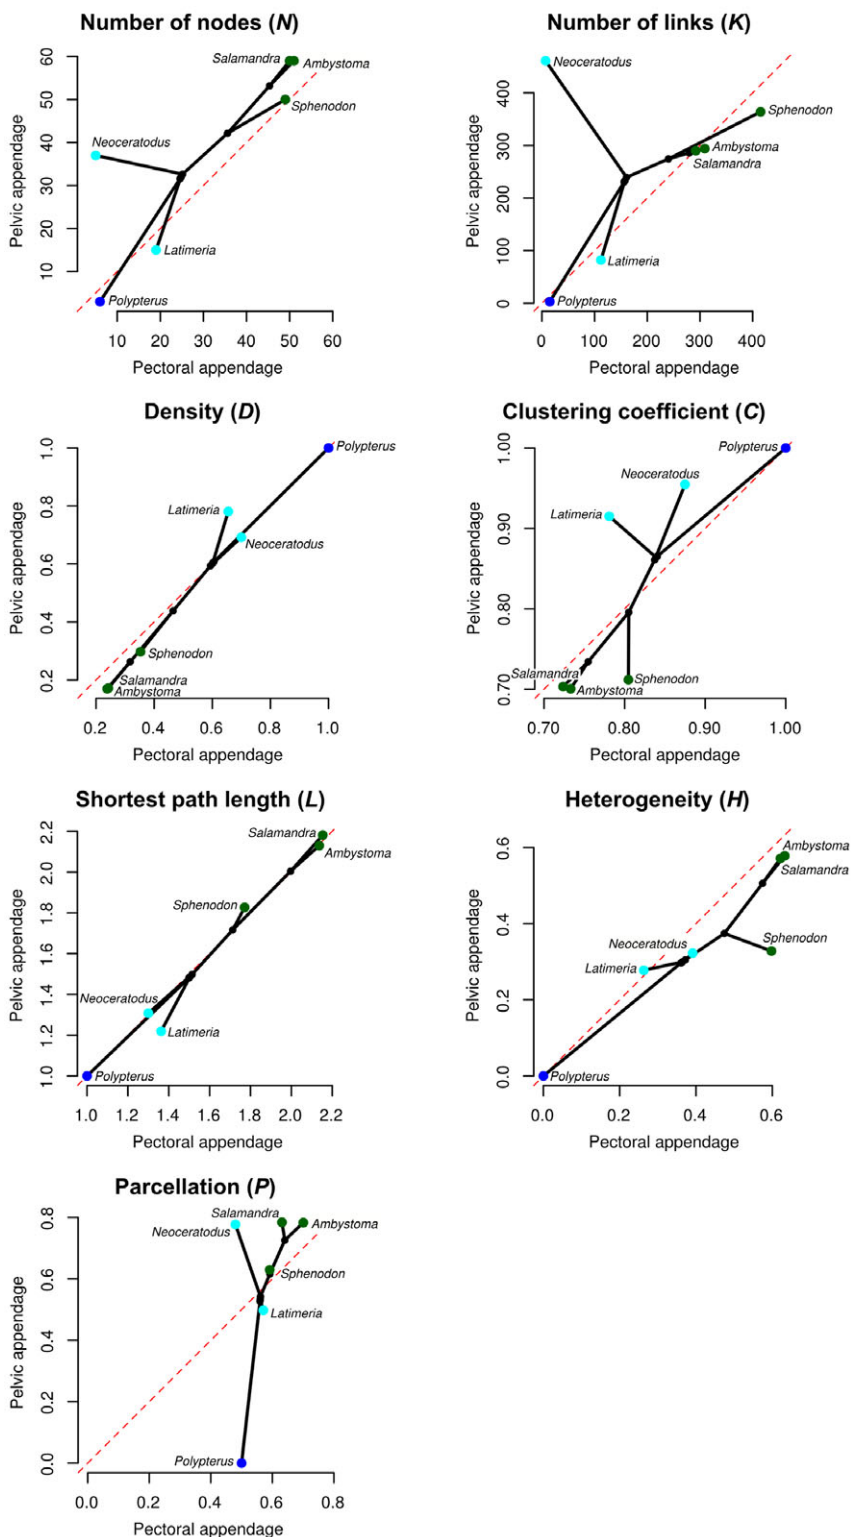 Number of nodes (N)
Pelvic appendage
60
50
40
30
20
10
Salamandra
Ambystoma
Sphenodon
Neoceratodus
Latimeria
Polypterus
10 20 30 40 50 60
Pectoral appendage
Number of links (K)
Pelvic appendage
400
300
200
100
0
Neoceratodus
Sphenodon
Ambystoma
Salamandra
Latimeria
Polypterus
0 100 200 300 400
Pectoral appendage
Density (D)
Pelvic appendage
1.0
0.8
0.6
0.4
0.2
Polypterus
Latimeria
Neoceratodus
Sphenodon
Salamandra
Ambystoma
0.2 0.4 0.6 0.8 1.0
Pectoral appendage
Clustering coefficient (C)
Pelvic appendage
1.00
0.90
0.80
0.70
Polypterus
Neoceratodus
Latimeria
Salamandra
Sphenodon
Ambystoma
0.70 0.80 0.90 1.00
Pectoral appendage
Shortest path length (L)
Pelvic appendage
2.2
2.0
1.8
1.6
1.4
1.2
1.0
Salamandra
Ambystoma
Sphenodon
Neoceratodus
Latimeria
Polypterus
1.0 1.2 1.4 1.6 1.8 2.0 2.2
Pectoral appendage
Heterogeneity (H)
Pelvic appendage
0.6
0.4
0.2
0.0
Ambystoma
Salamandra
Sphenodon
Neoceratodus
Latimeria
Polypterus
0.0 0.2 0.4 0.6
Pectoral appendage
Parcellation (P)
Pelvic appendage
0.8
0.6
0.4
0.2
0.0
Salamandra
Ambystoma
Neoceratodus
Sphenodon
Latimeria
Polypterus
0.0 0.2 0.4 0.6 0.8
Pectoral appendage